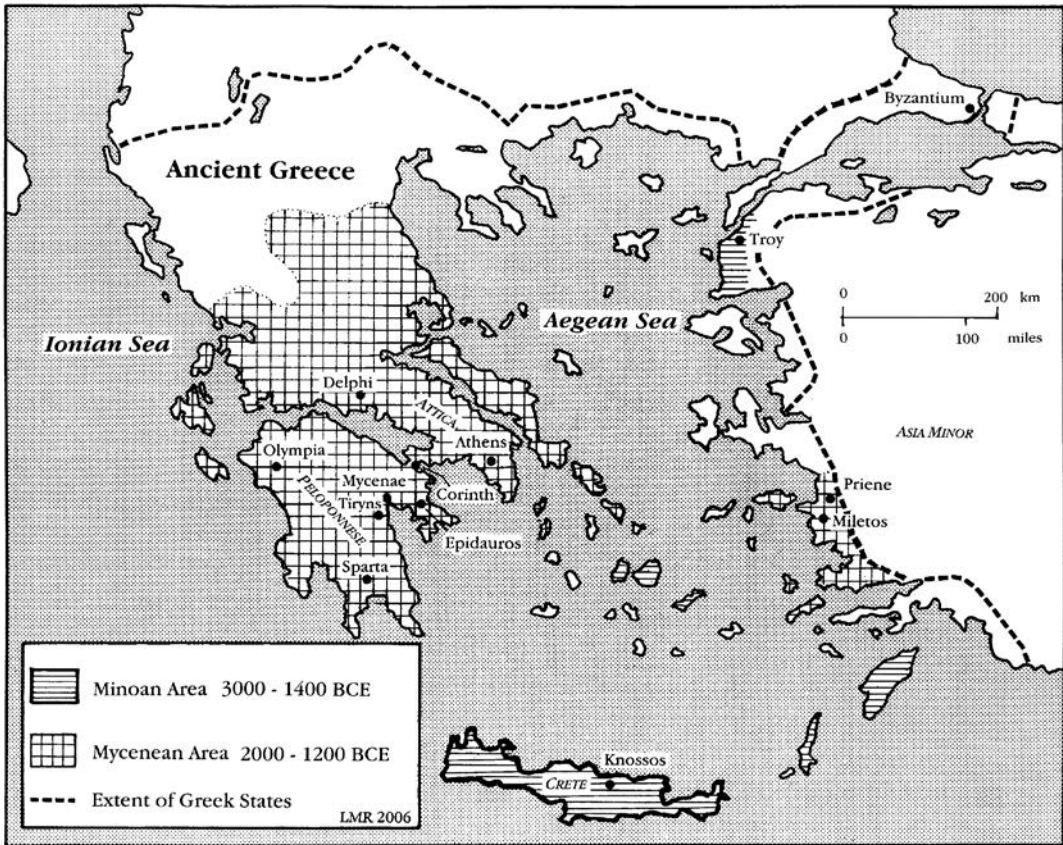 Byzantium
Ancient Greece
Troy
0 200 km
0 100 miles
Ionian Sea
Aegean Sea
Delphi
ATTICA
ASIA MINOR
Athens
Olympia
Mycenae
Corinth
Tiryns
PELOPONNESE
Epidauros
Priene
Miletos
Sparta
Minoan Area 3000 - 1400 BCE
Mycenean Area 2000 - 1200 BCE
Extent of Greek States
LMR 2006
Knossos
CRETE